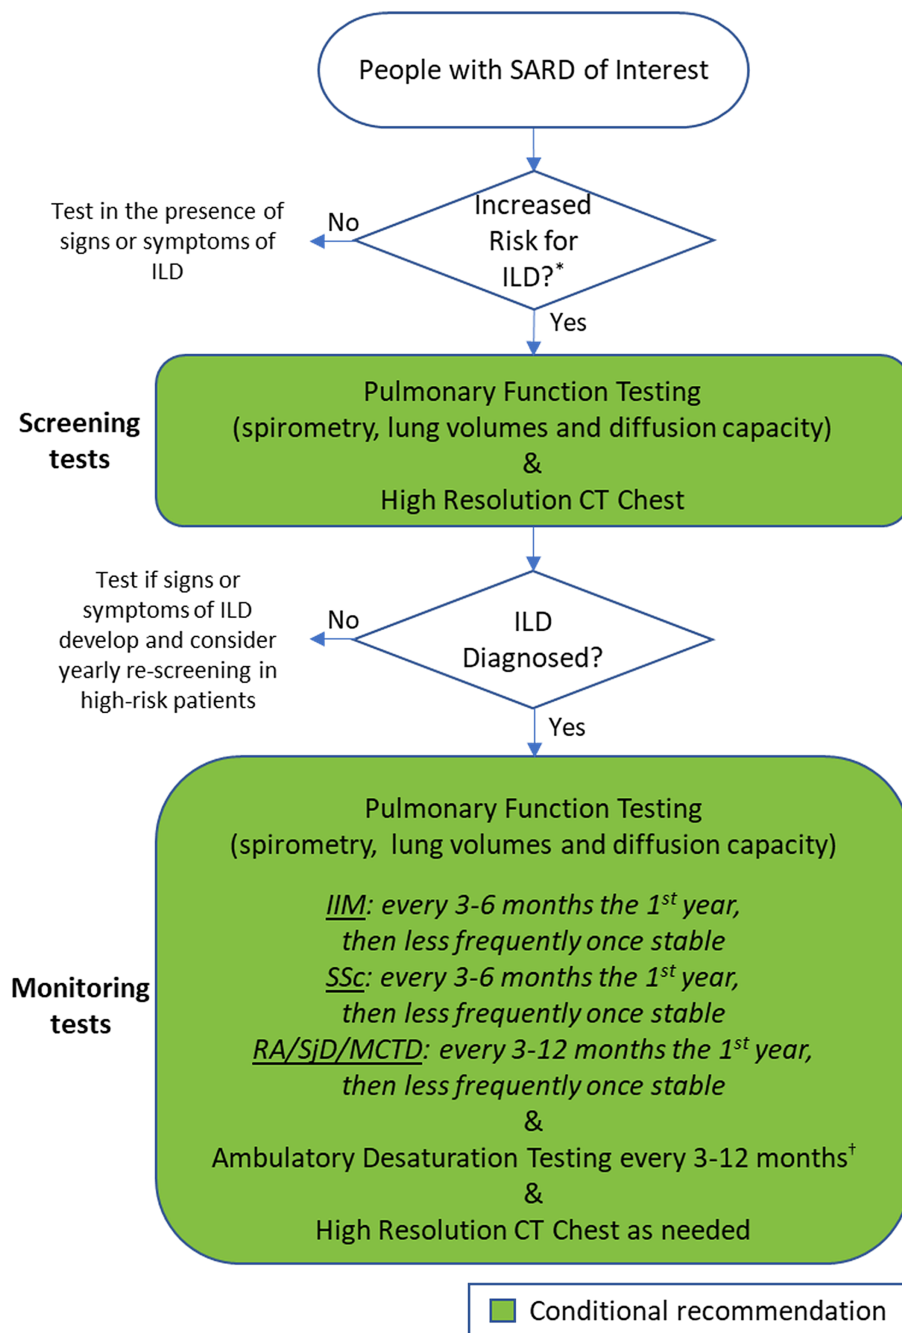 People with SARD of Interest
Increased
Risk for
ILD?*
No
Test in the presence of
signs or symptoms of
ILD
Yes
Screening
tests
Pulmonary Function Testing
(spirometry, lung volumes and diffusion capacity)
&
High Resolution CT Chest
ILD
Diagnosed?
No
Test if signs or
symptoms of ILD
develop and consider
yearly re-screening in
high-risk patients
Yes
Monitoring
tests
Pulmonary Function Testing
(spirometry, lung volumes and diffusion capacity)
IIM: every 3-6 months the 1st year,
then less frequently once stable
SSc: every 3-6 months the 1st year,
then less frequently once stable
RA/SjD/MCTD: every 3-12 months the 1st year,
then less frequently once stable
&
Ambulatory Desaturation Testing every 3-12 months†
&
High Resolution CT Chest as needed
Conditional recommendation